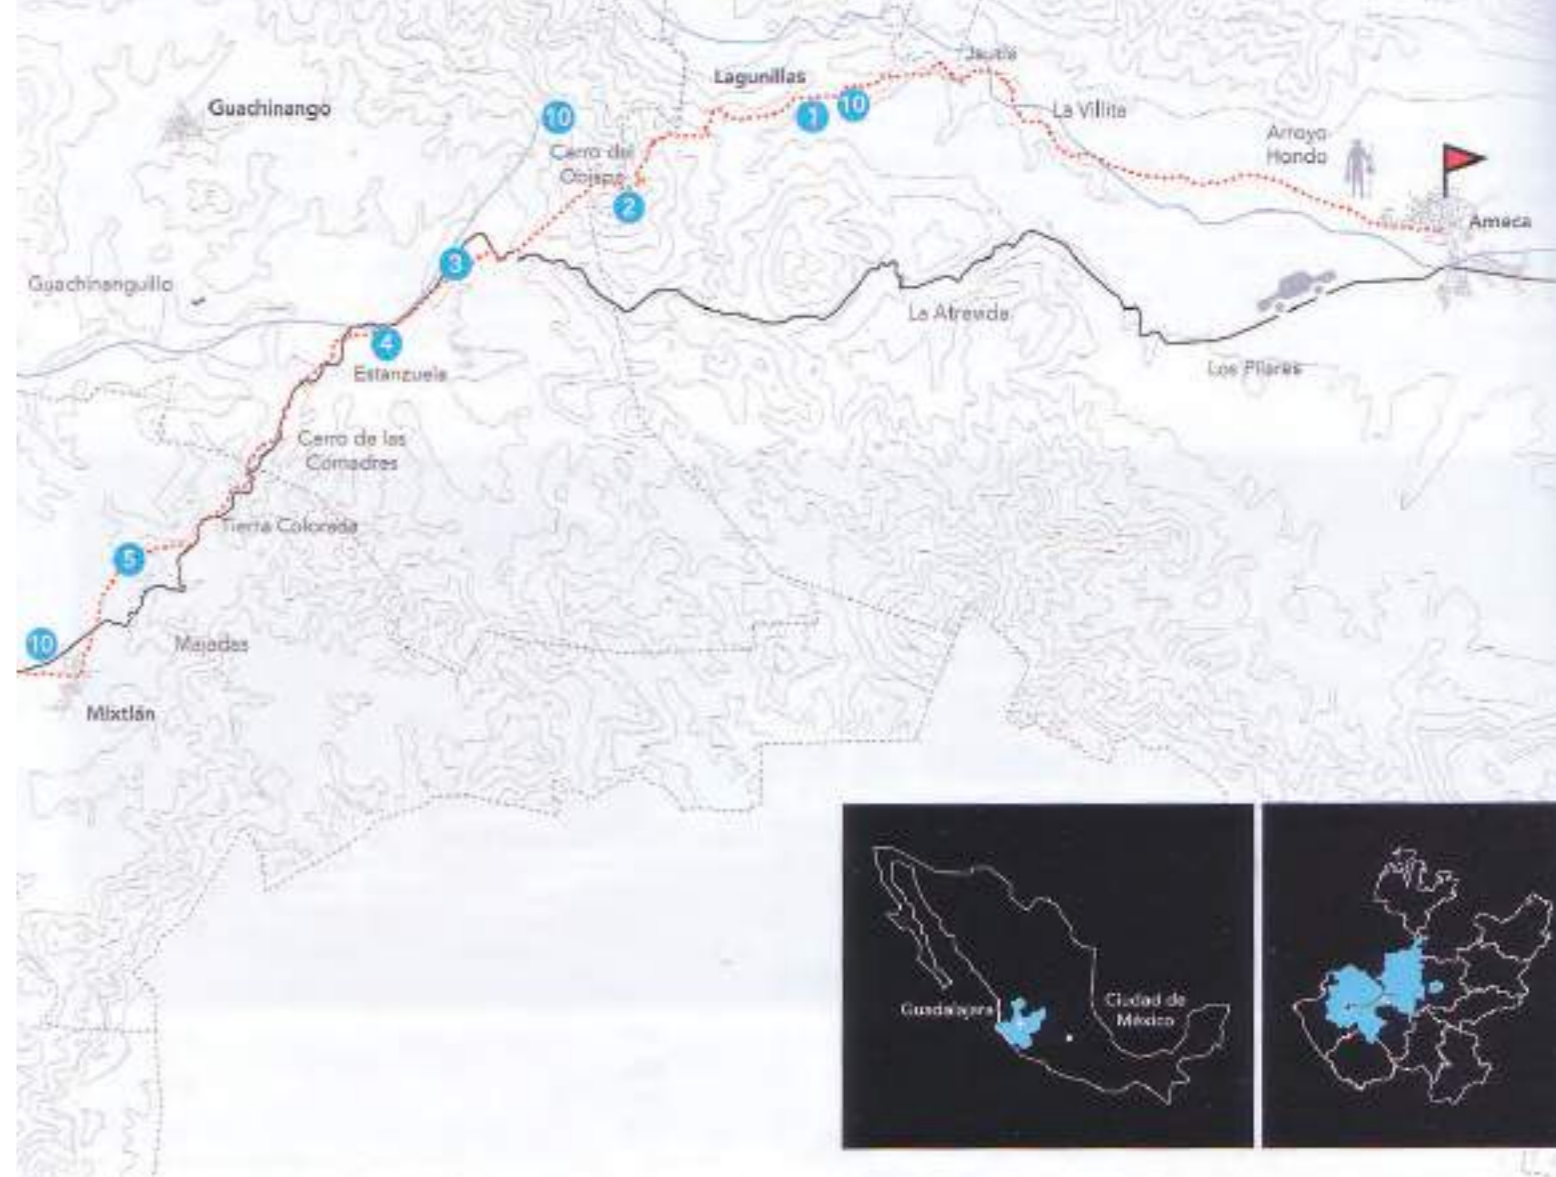 Jautla
Lagunillas
Guachinango
10
1
10
La Villita
Arroyo
Hondo
Cerro del
Obispo
2
Ameca
3
Guachinanguillo
La Atrevida
4
Estanzuela
Los Pilares
Cerro de las
Comadres
Tierra Colorada
5
10
Majadas
Mixtlán
Guadalajara
Ciudad de
México